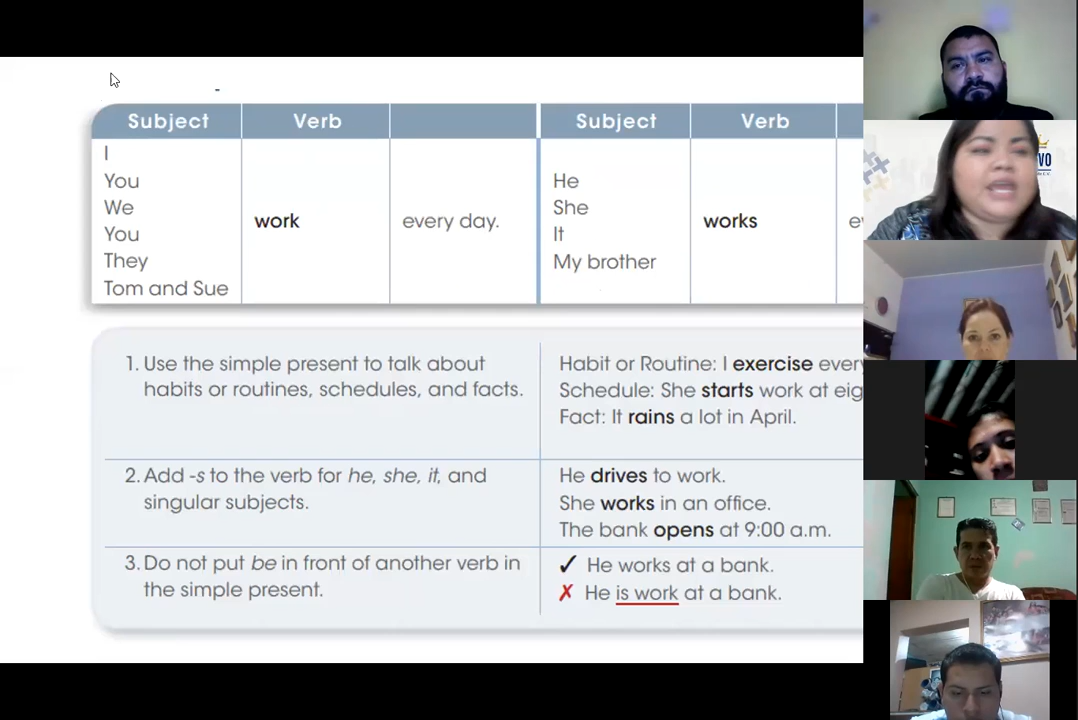 Subject Verb Subject Verb
I
You
We
You
They
Tom and Sue
work every day.
He
She
It
My brother
works
1. Use the simple present to talk about
habits or routines, schedules, and facts.
Habit or Routine: I exercise every
Schedule: She starts work at
Fact: It rains a lot in April.
2. Add -s to the verb for he, she, it, and
singular subjects.
He drives to work.
She works in an office.
The bank opens at 9:00 a.m.
3. Do not put be in front of another verb in
the simple present.
✓ He works at a bank.
✗ He is work at a bank.